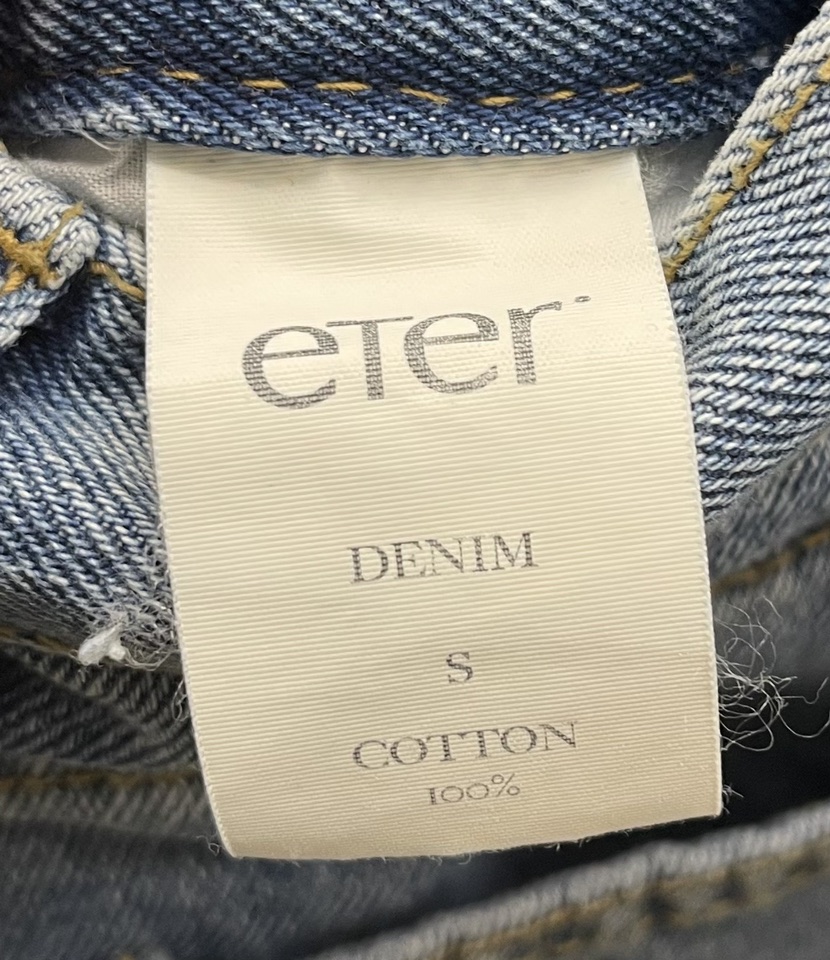 eTer
DENIM
S
COTTON
100%